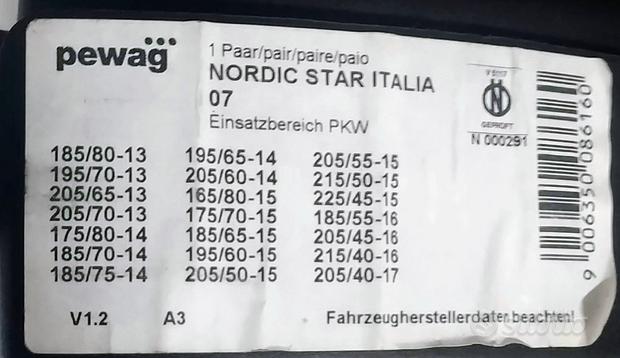 pewag
1 Paar/pair/paire/paio
NORDIC STAR ITALIA
07
Einsatzbereich PKW
V 5117
N
GEPRÜFT
N 000291
185/80-13 195/65-14 205/55-15
195/70-13 205/60-14 215/50-15
205/65-13 165/80-15 225/45-15
205/70-13 175/70-15 185/55-16
175/80-14 185/65-15 205/45-16
185/70-14 195/60-15 215/40-16
185/75-14 205/50-15 205/40-17
V1.2 A3 Fahrzeugherstellerdaten beachten!
9 006350 086160
subito